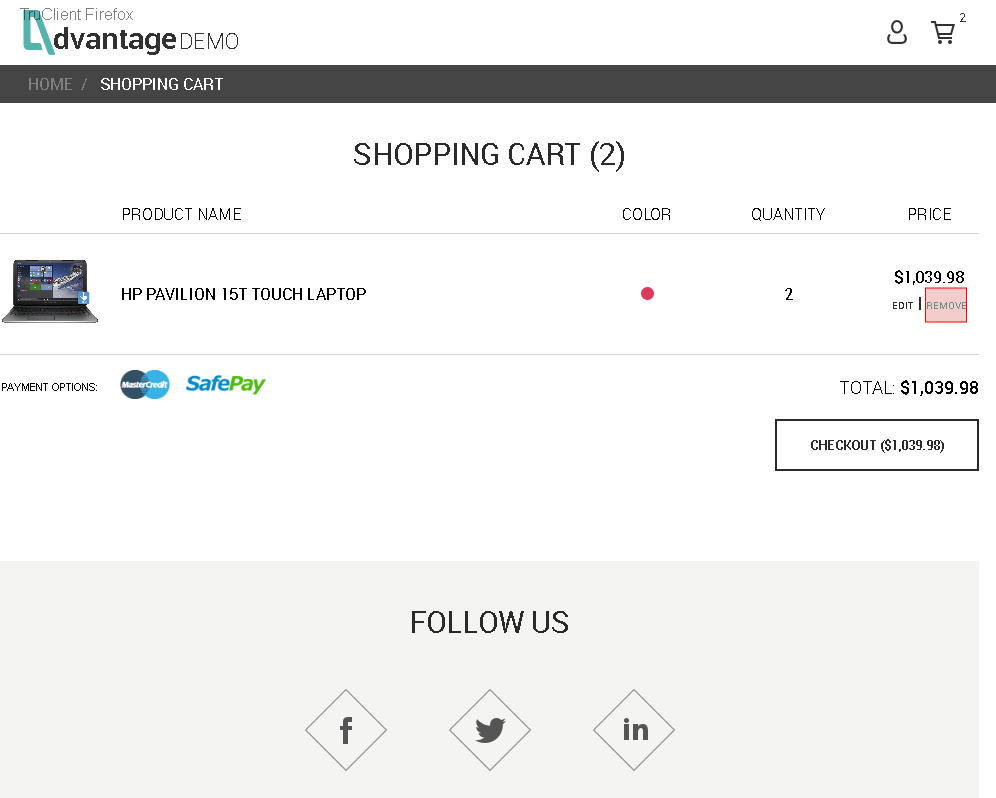 TruClient Firefox
dvantage DEMO
2
HOME / SHOPPING CART
SHOPPING CART (2)
PRODUCT NAME COLOR QUANTITY PRICE
HP PAVILION 15T TOUCH LAPTOP 2 $1,039.98
EDIT | REMOVE
PAYMENT OPTIONS: MasterCredit SafePay TOTAL: $1,039.98
CHECKOUT ($1,039.98)
FOLLOW US
f
in